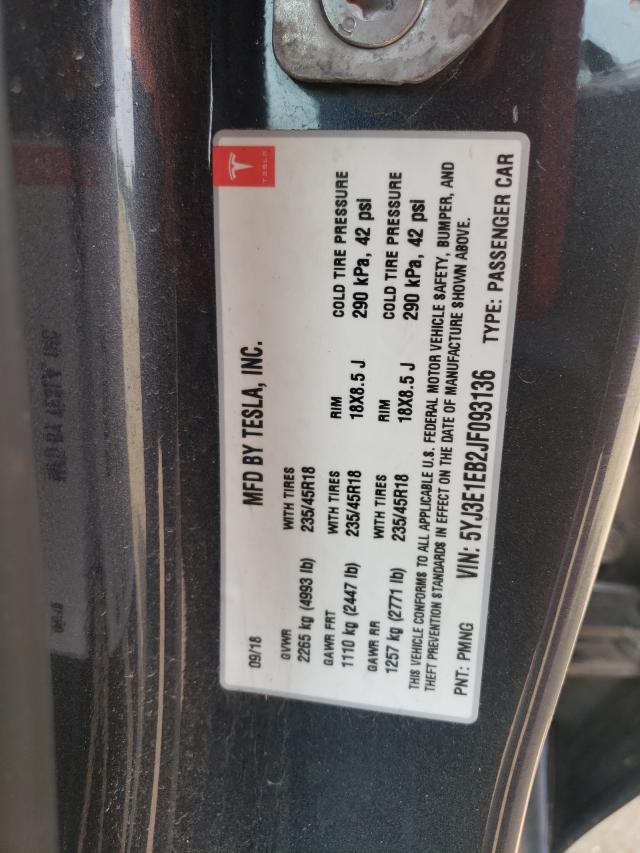 TESLA
09/18 MFD BY TESLA, INC.
GVWR WITH TIRES
2265 kg (4993 lb) 235/45R18
GAWR FRT WITH TIRES RIM COLD TIRE PRESSURE
1110 kg (2447 lb) 235/45R18 18X8.5 J 290 kPa, 42 psi
GAWR RR WITH TIRES RIM COLD TIRE PRESSURE
1257 kg (2771 lb) 235/45R18 18X8.5 J 290 kPa, 42 psi
THIS VEHICLE CONFORMS TO ALL APPLICABLE U.S. FEDERAL MOTOR VEHICLE SAFETY, BUMPER, AND
THEFT PREVENTION STANDARDS IN EFFECT ON THE DATE OF MANUFACTURE SHOWN ABOVE.
PNT: PMNG VIN: 5YJ3E1EB2JF093136 TYPE: PASSENGER CAR